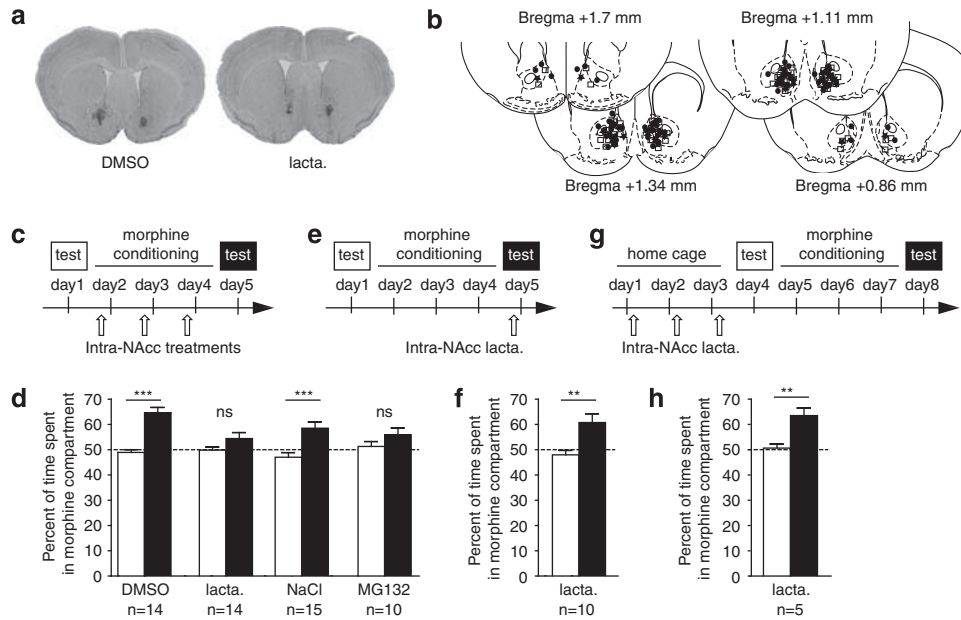 a
DMSO
lacta.
b
Bregma +1.7 mm
Bregma +1.11 mm
Bregma +1.34 mm
Bregma +0.86 mm
c
test
morphine
conditioning
test
day1 day2 day3 day4 day5
Intra-NAcc treatments
e
test
morphine
conditioning
test
day1 day2 day3 day4 day5
Intra-NAcc lacta.
g
home cage
test
morphine
conditioning
test
day1 day2 day3 day4 day5 day6 day7 day8
Intra-NAcc lacta.
d
Percent of time spent
in morphine compartment
70
60
50
40
30
20
10
0
***
ns
***
ns
DMSO lacta. NaCl MG132
n=14 n=14 n=15 n=10
f
Percent of time spent
in morphine compartment
70
60
50
40
30
20
10
0
**
lacta.
n=10
h
Percent of time spent
in morphine compartment
70
60
50
40
30
20
10
0
**
lacta.
n=5